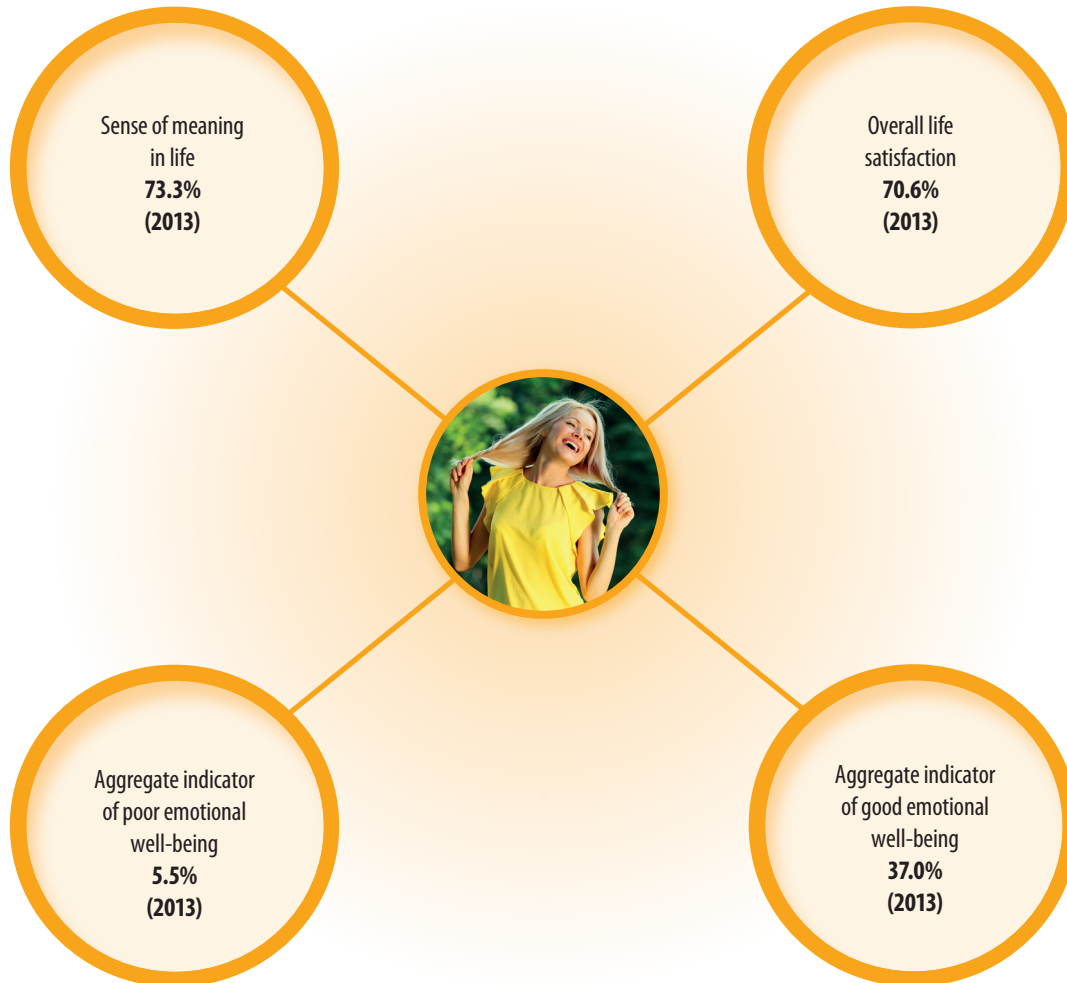 Sense of meaning
in life
73.3%
(2013)
Overall life
satisfaction
70.6%
(2013)
Aggregate indicator
of poor emotional
well-being
5.5%
(2013)
Aggregate indicator
of good emotional
well-being
37.0%
(2013)